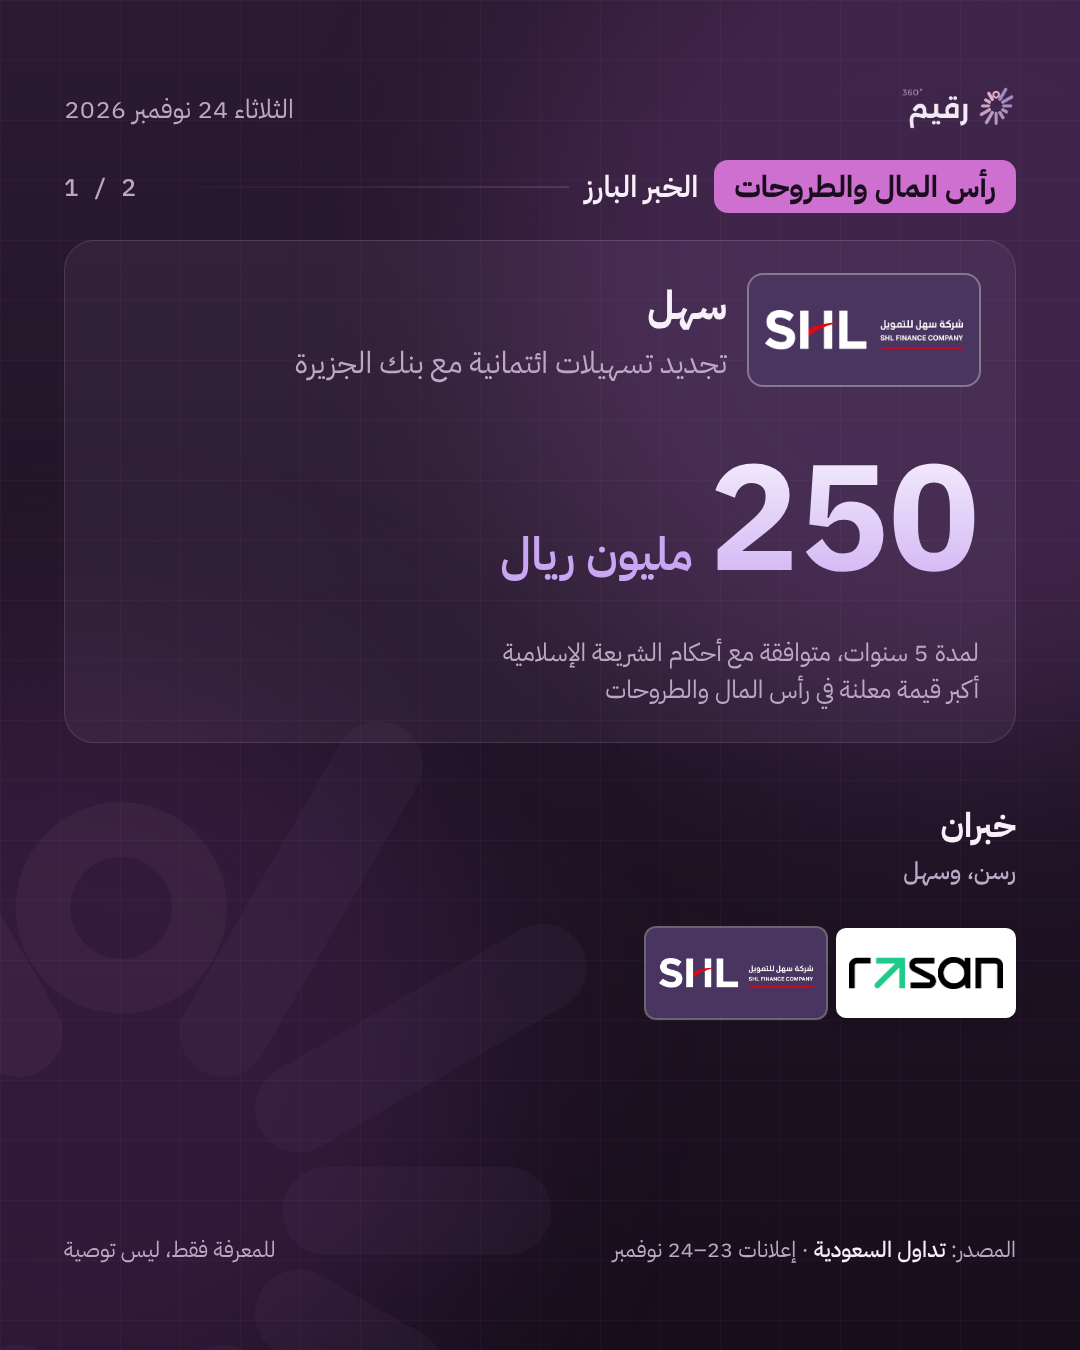 رقيم 360°
الثلاثاء 24 نوفمبر 2026
رأس المال والطروحات
الخبر البارز
1 / 2
SHL
شركة سهل للتمويل
SHL FINANCE COMPANY
سهل
تجديد تسهيلات ائتمانية مع بنك الجزيرة
250 مليون ريال
لمدة 5 سنوات، متوافقة مع أحكام الشريعة الإسلامية
أكبر قيمة معلنة في رأس المال والطروحات
خبران
رسن، وسهل
rasan
SHL
شركة سهل للتمويل
SHL FINANCE COMPANY
المصدر: تداول السعودية · إعلانات 23–24 نوفمبر
للمعرفة فقط، ليس توصية